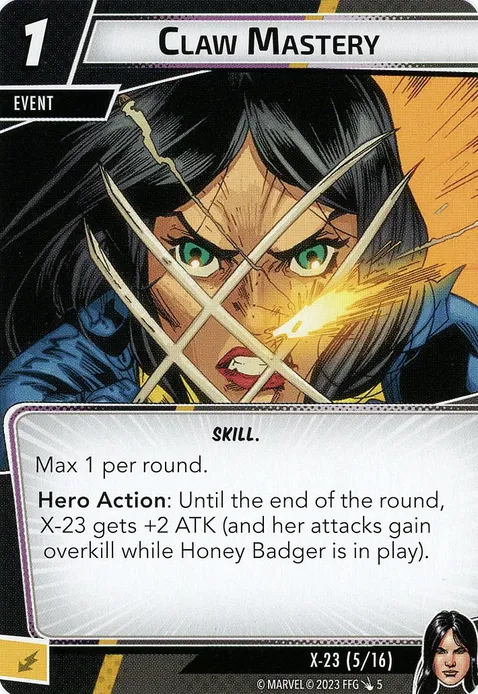 1
CLAW MASTERY
EVENT
SKILL.
Max 1 per round.
Hero Action: Until the end of the round,
X-23 gets +2 ATK (and her attacks gain
overkill while Honey Badger is in play).
X-23 (5/16)
© MARVEL © 2023 FFG 5